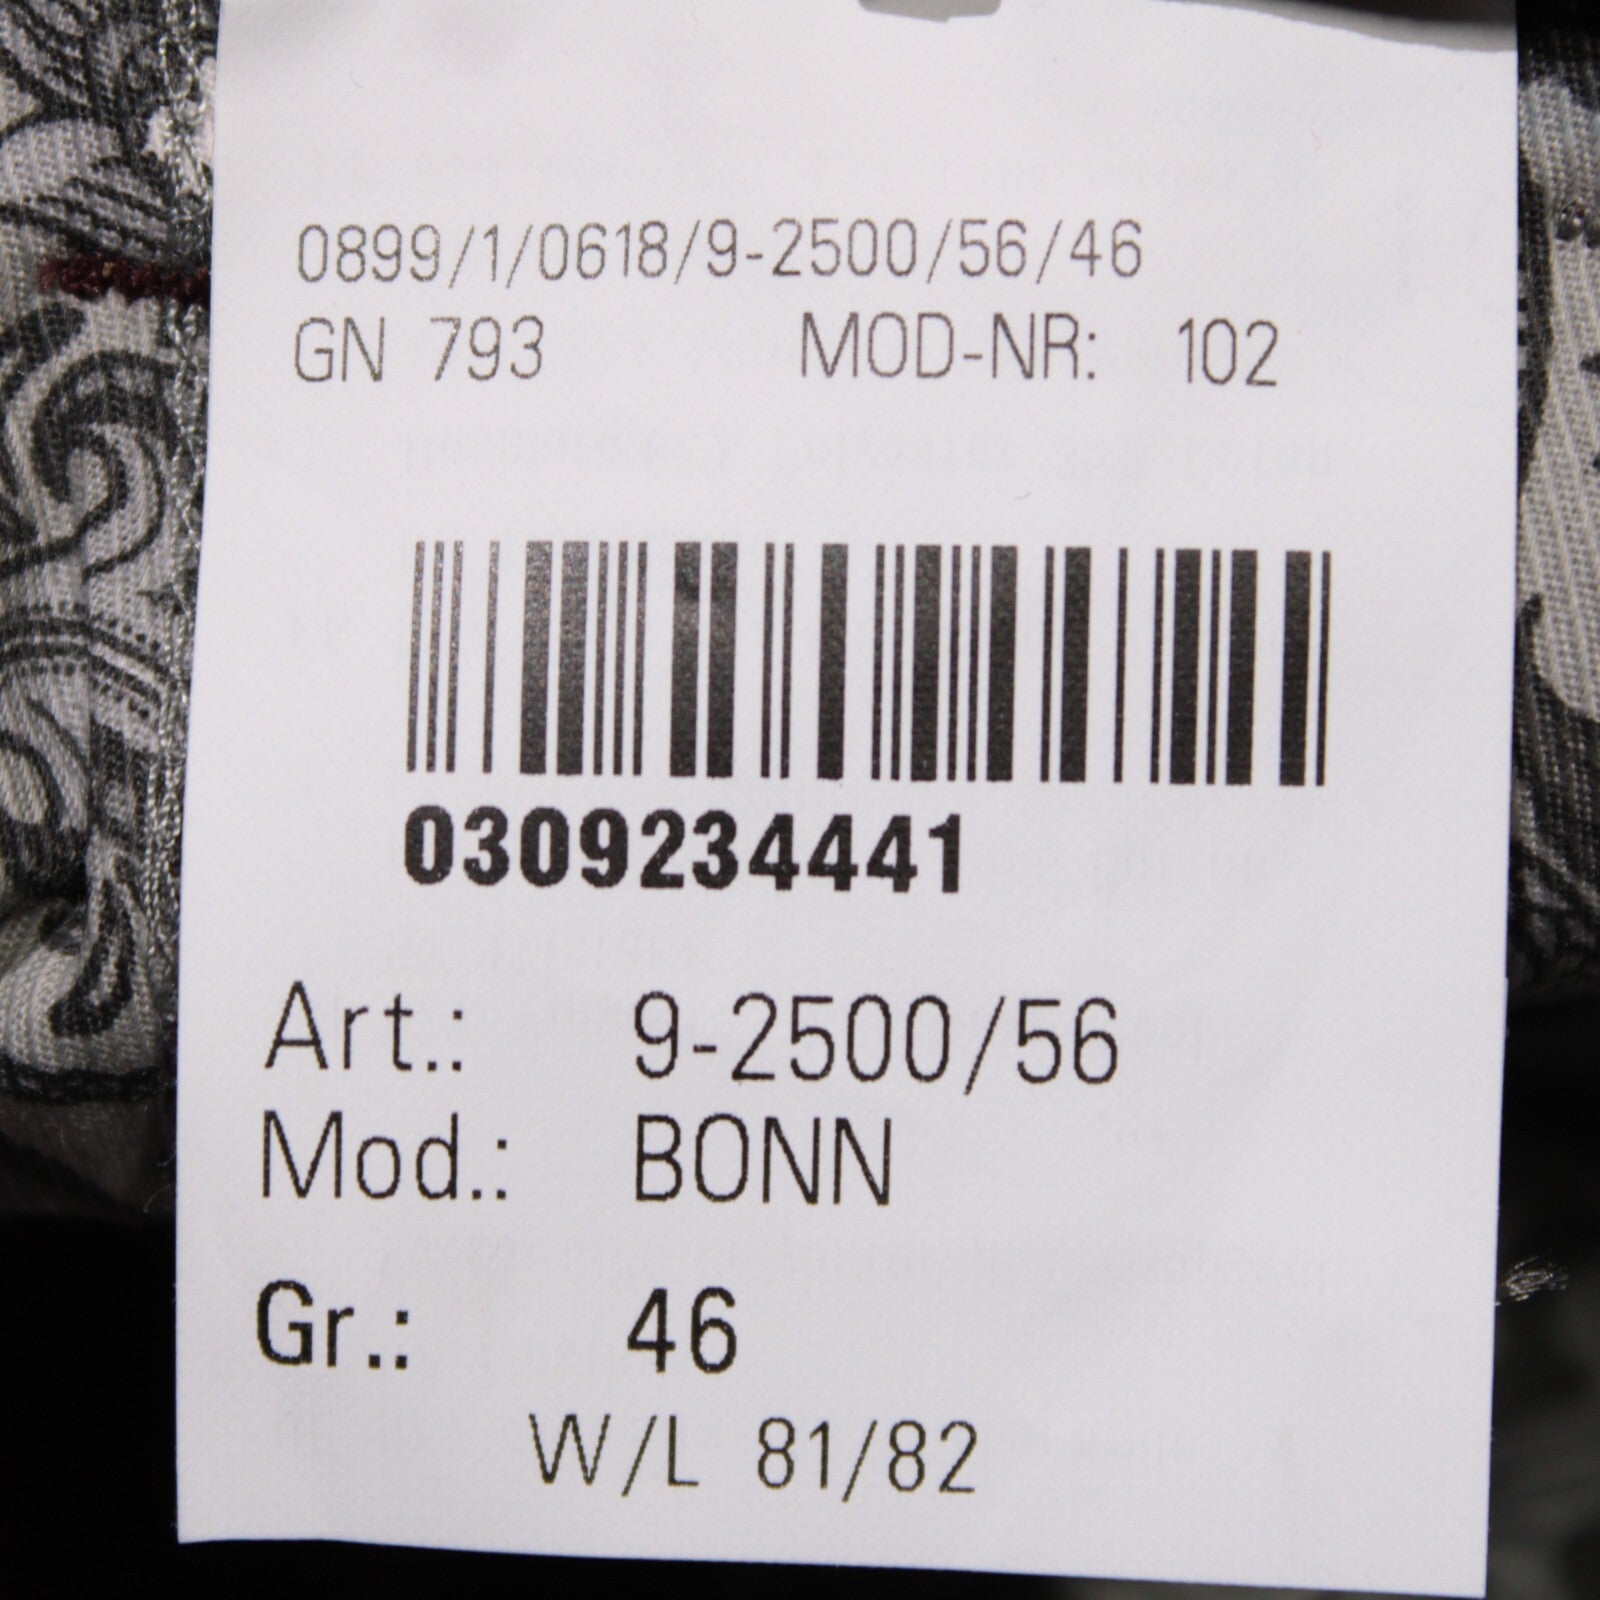 0899/1/0618/9-2500/56/46
GN 793 MOD-NR: 102
0309234441
Art.: 9-2500/56
Mod.: BONN
Gr.: 46
W/L 81/82